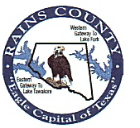 RAINS COUNTY
Western
Gateway To
Lake Fork
Eastern
Gateway To
Lake Tawakoni
"Eagle Capital of Texas"